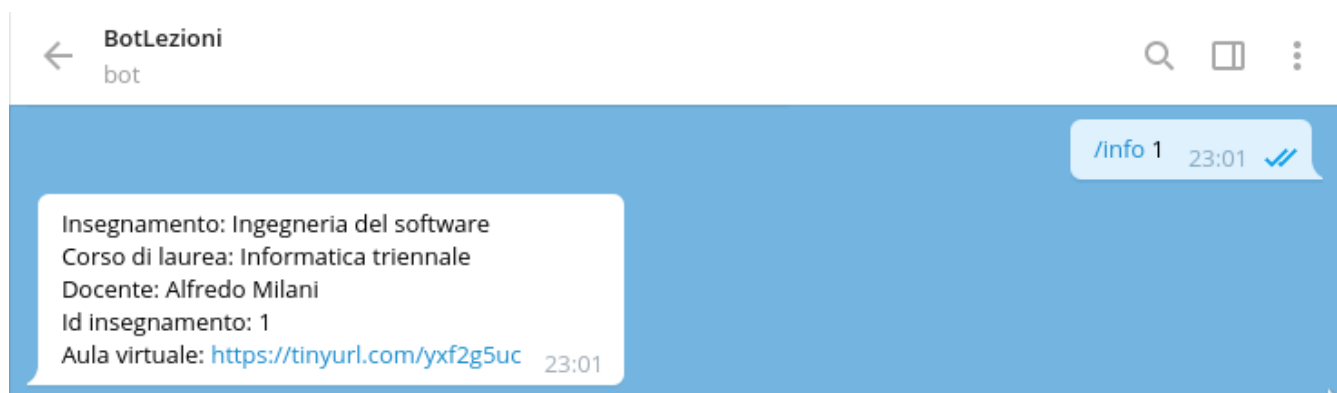 BotLezioni
bot
/info 1 23:01
Insegnamento: Ingegneria del software
Corso di laurea: Informatica triennale
Docente: Alfredo Milani
Id insegnamento: 1
Aula virtuale: https://tinyurl.com/yxf2g5uc 23:01